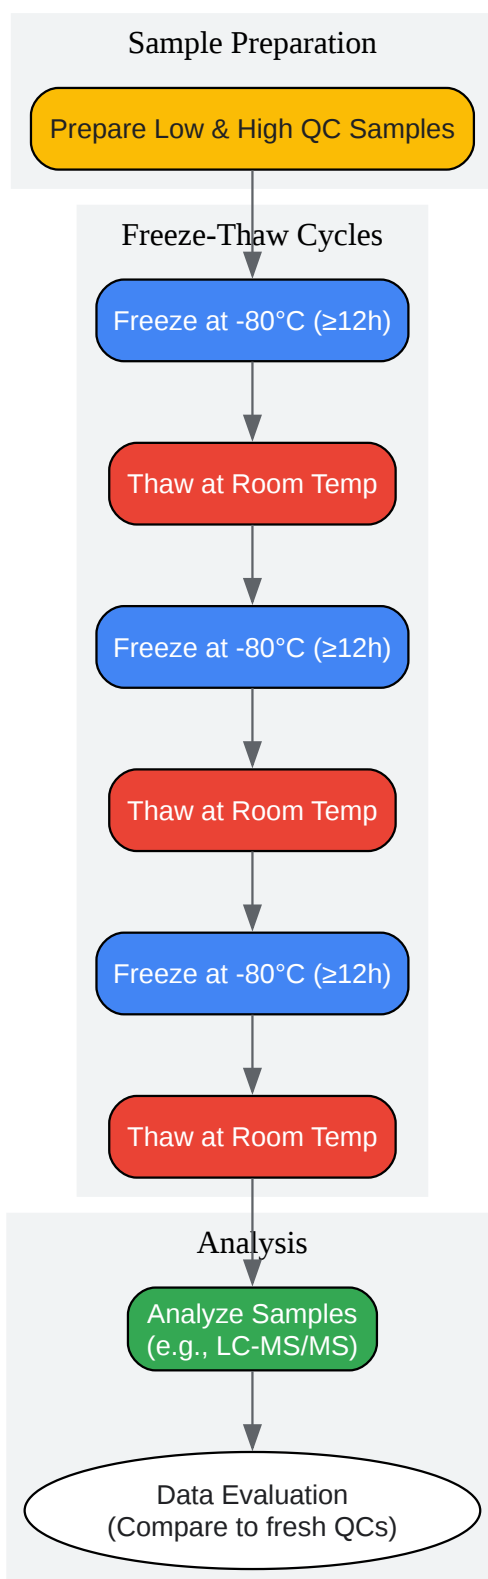 Sample Preparation
Prepare Low & High QC Samples
Freeze-Thaw Cycles
Freeze at -80°C (≥12h)
Thaw at Room Temp
Freeze at -80°C (≥12h)
Thaw at Room Temp
Freeze at -80°C (≥12h)
Thaw at Room Temp
Analysis
Analyze Samples
(e.g., LC-MS/MS)
Data Evaluation
(Compare to fresh QCs)